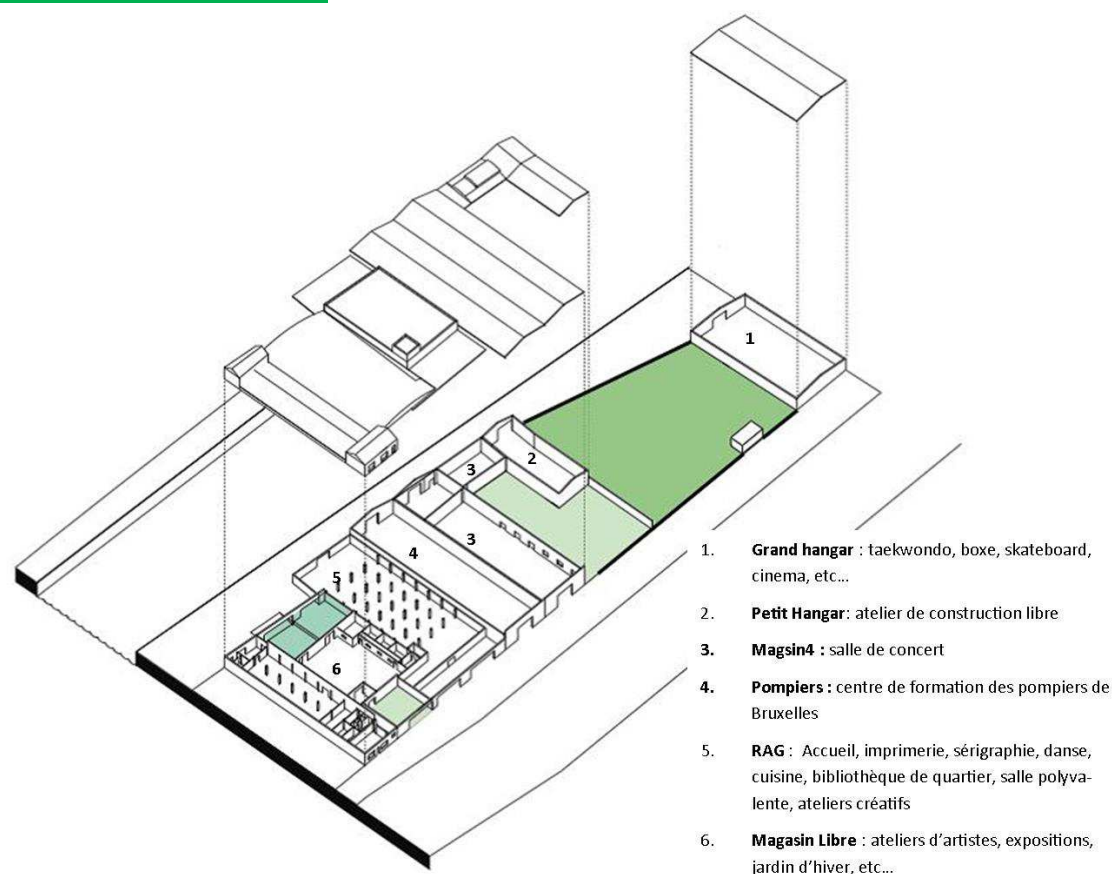 1
2
3
3
4
5
6
1. Grand hangar : taekwondo, boxe, skateboard,
cinema, etc...
2. Petit Hangar: atelier de construction libre
3. Magsin4 : salle de concert
4. Pompiers : centre de formation des pompiers de
Bruxelles
5. RAG : Accueil, imprimerie, sérigraphie, danse,
cuisine, bibliothèque de quartier, salle polyva-
lente, ateliers créatifs
6. Magasin Libre : ateliers d'artistes, expositions,
jardin d'hiver, etc...